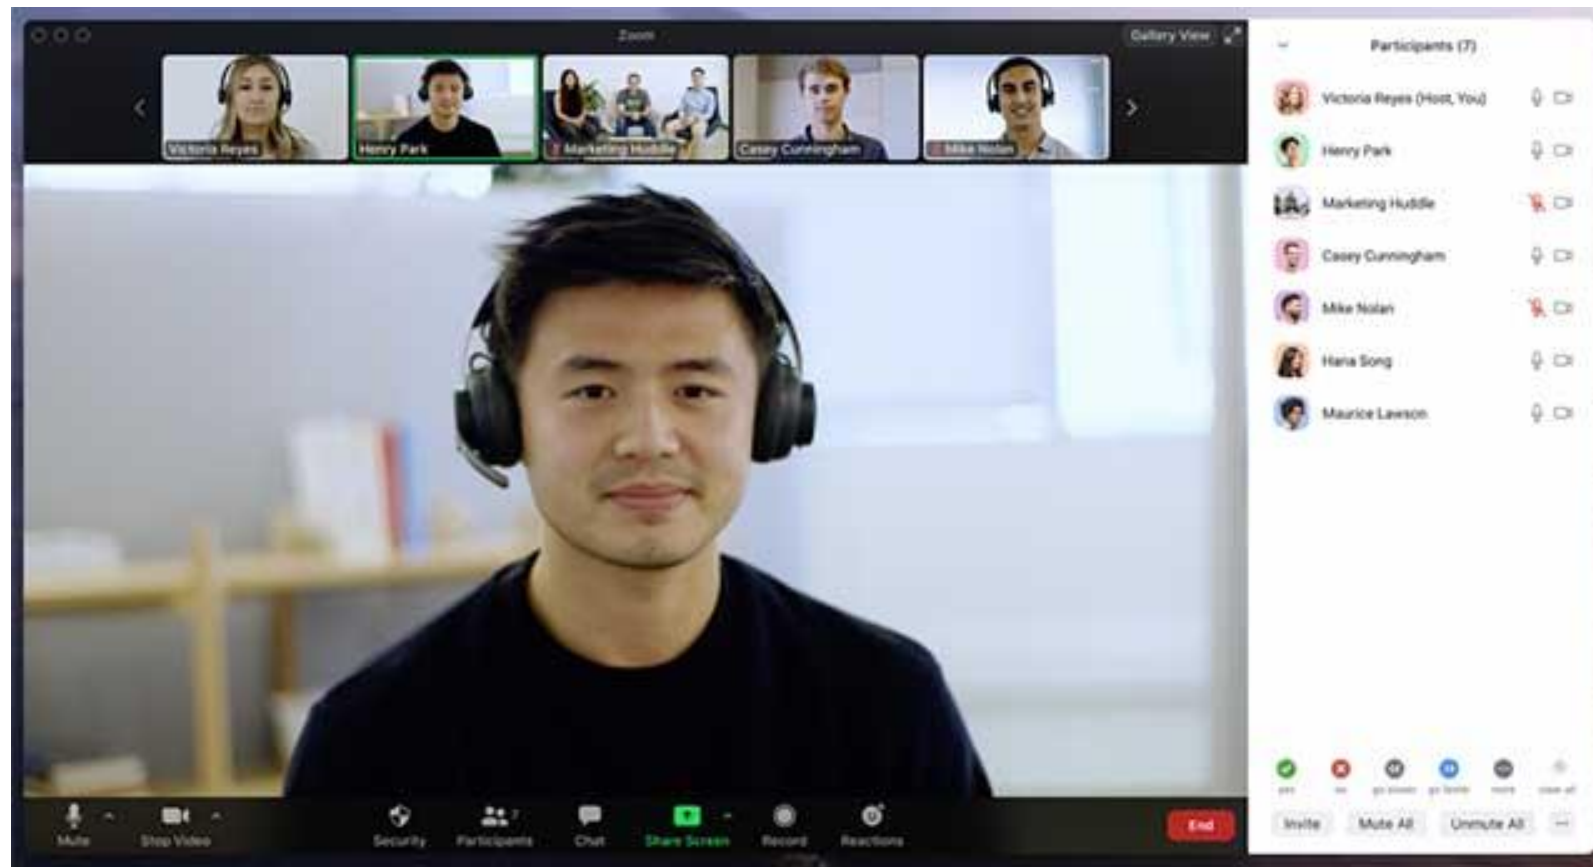 Zoom
Gallery View
Victoria Reyes
Henry Park
Marketing Huddle
Casey Cunningham
Mike Nolan
Participants (7)
Victoria Reyes (Host, You)
Henry Park
Marketing Huddle
Casey Cunningham
Mike Nolan
Hana Song
Maurice Lawson
yes no go slower go faster more clear all
Invite Mute All Unmute All ...
Mute Stop Video Security Participants 7 Chat Share Screen Record Reactions End